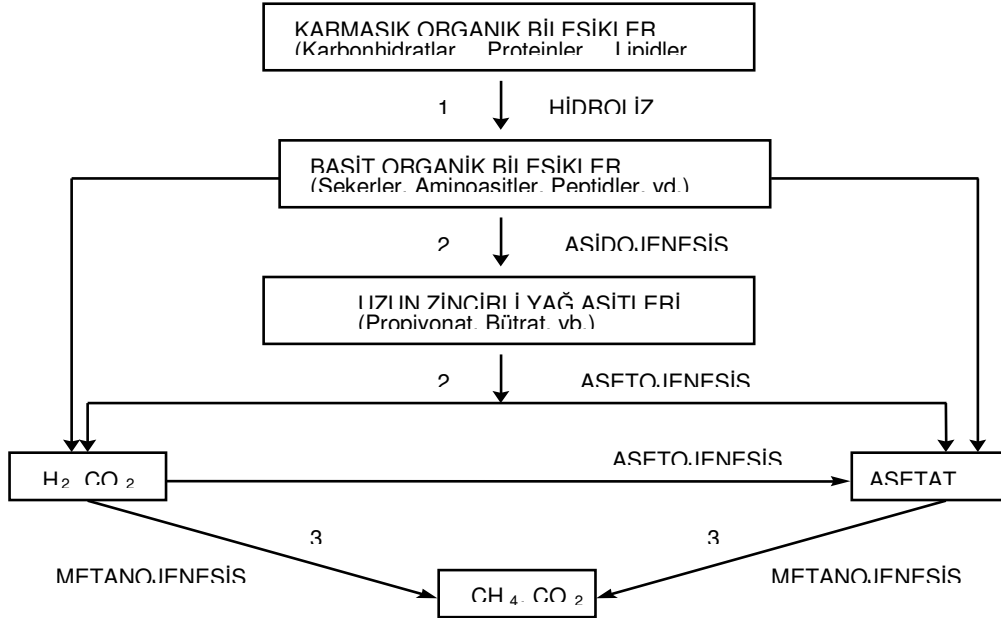 KARMAŞIK ORGANİK BİLEŞİKLER
(Karbonhidratlar Proteinler Lipidler
1 HİDROLİZ
BASİT ORGANİK BİLEŞİKLER
(Şekerler, Aminoasitler, Peptidler, vd.)
2 ASİDOJENESİS
UZUN ZİNCİRLİ YAĞ ASİTLERİ
(Propiyonat, Bütrat, vb.)
2 ASETOJENESİS
ASETOJENESİS
H₂ CO₂
ASETAT
3
3
METANOJENESİS
METANOJENESİS
CH₄, CO₂